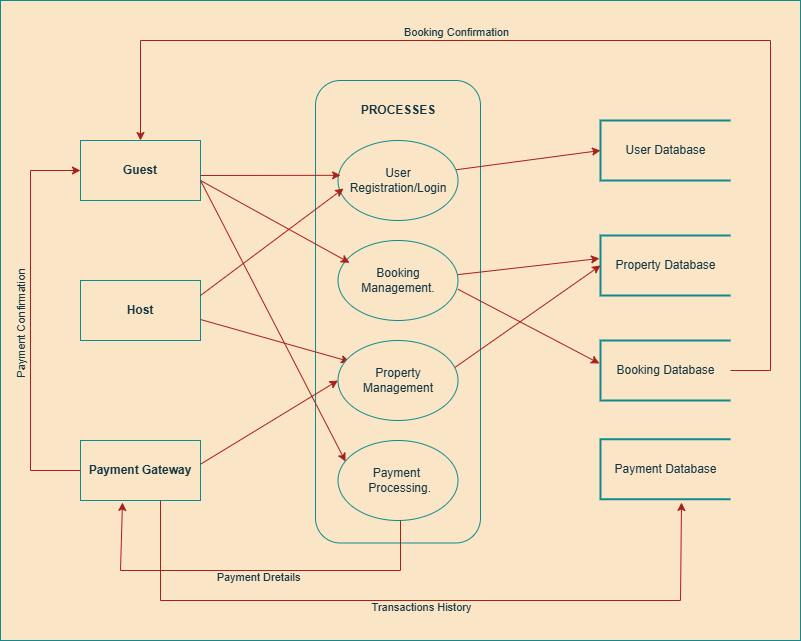 Booking Confirmation
PROCESSES
Guest
User
Registration/Login
User Database
Booking
Management.
Property Database
Host
Payment Confirmation
Property
Management
Booking Database
Payment Gateway
Payment
Processing.
Payment Database
Payment Dretails
Transactions History